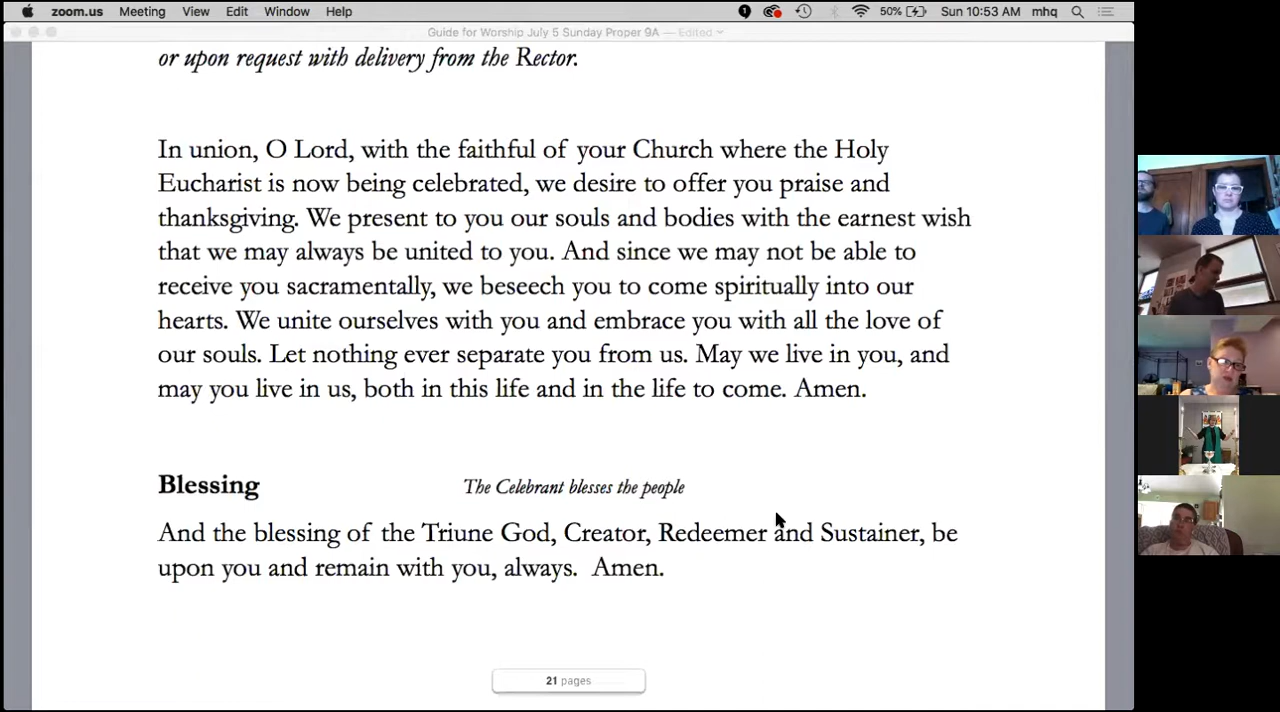 zoom.us Meeting View Edit Window Help 50% Sun 10:53 AM mhq
Guide for Worship July 5 Sunday Proper 9A — Edited
or upon request with delivery from the Rector.
In union, O Lord, with the faithful of your Church where the Holy
Eucharist is now being celebrated, we desire to offer you praise and
thanksgiving. We present to you our souls and bodies with the earnest wish
that we may always be united to you. And since we may not be able to
receive you sacramentally, we beseech you to come spiritually into our
hearts. We unite ourselves with you and embrace you with all the love of
our souls. Let nothing ever separate you from us. May we live in you, and
may you live in us, both in this life and in the life to come. Amen.
Blessing The Celebrant blesses the people
And the blessing of the Triune God, Creator, Redeemer and Sustainer, be
upon you and remain with you, always. Amen.
21 pages